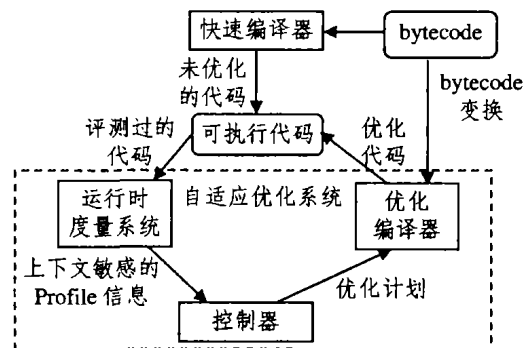 快速编译器
bytecode
未优化
的代码
bytecode
变换
评测过的
代码
可执行代码
优化
代码
运行时
度量系统
自适应优化系统
优化
编译器
上下文敏感的
Profile 信息
优化计划
控制器